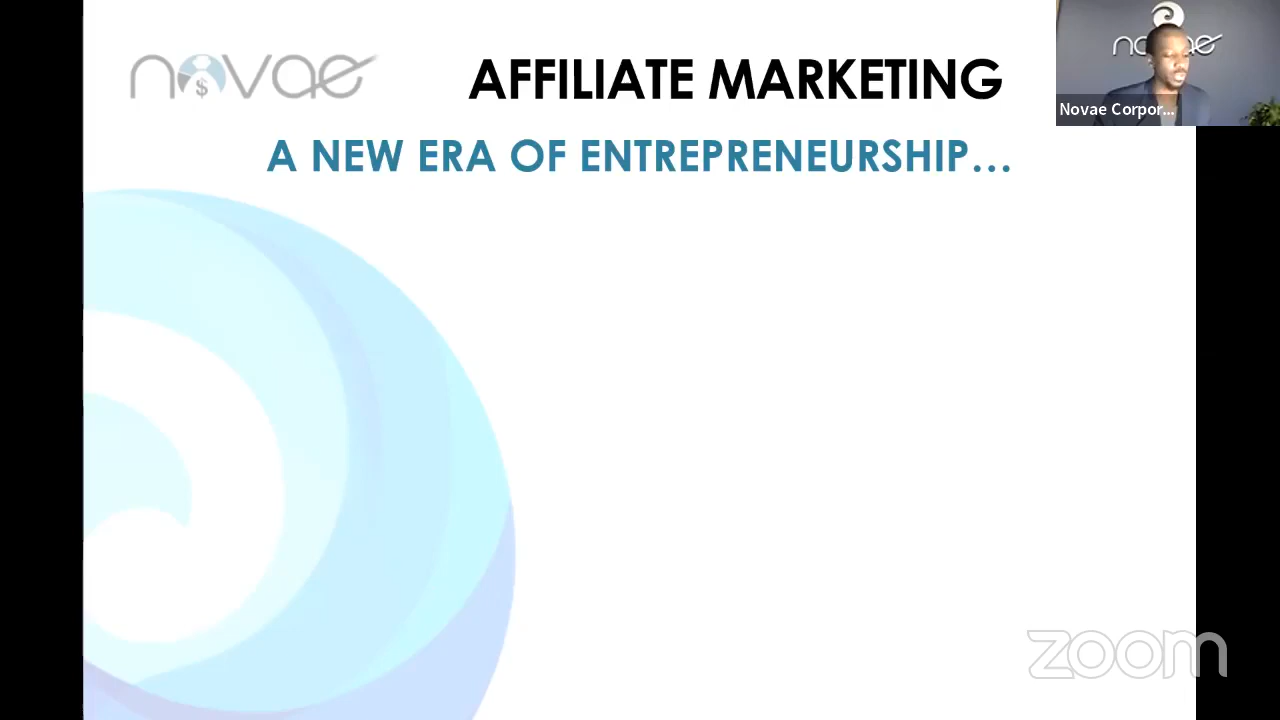 novae
AFFILIATE MARKETING
A NEW ERA OF ENTREPRENEURSHIP...
$
novae
Novae Corpor...
zoom